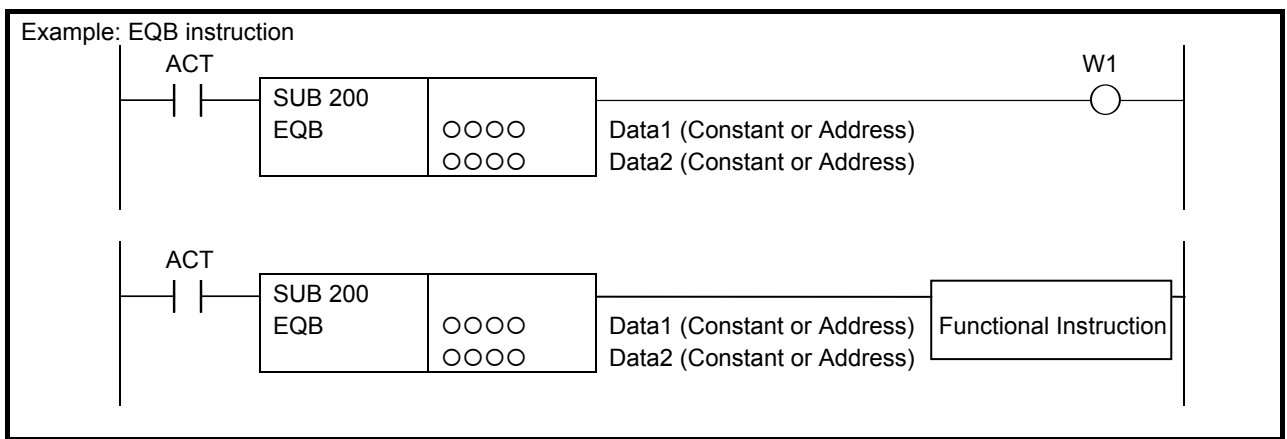 Example: EQB instruction
ACT W1
SUB 200
EQB ○○○○ Data1 (Constant or Address)
○○○○ Data2 (Constant or Address)
ACT
SUB 200
EQB ○○○○ Data1 (Constant or Address) Functional Instruction
○○○○ Data2 (Constant or Address)